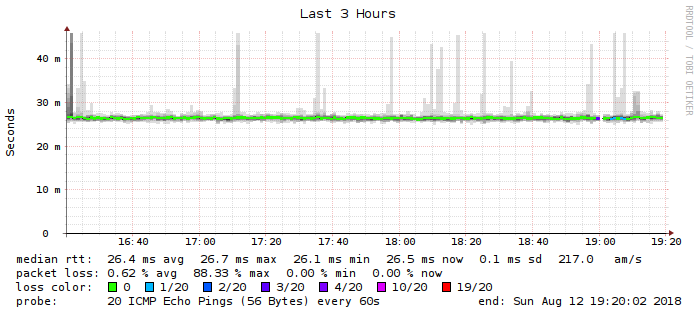 Last 3 Hours
RRDTOOL / TOBI OETIKER
Seconds
40 m
30 m
20 m
10 m
0
16:40 17:00 17:20 17:40 18:00 18:20 18:40 19:00 19:20
median rtt: 26.4 ms avg 26.7 ms max 26.1 ms min 26.5 ms now 0.1 ms sd 217.0 am/s
packet loss: 0.62 % avg 88.33 % max 0.00 % min 0.00 % now
loss color: 0 1/20 2/20 3/20 4/20 10/20 19/20
probe: 20 ICMP Echo Pings (56 Bytes) every 60s end: Sun Aug 12 19:20:02 2018